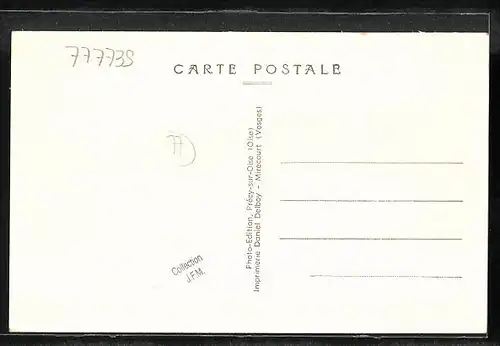 777735
CARTE POSTALE
77
Photo-Edition, Précy-sur-Oise (Oise)
Imprimerie Daniel Delboy - Mirecourt (Vosges)
Collection
J.F.M.